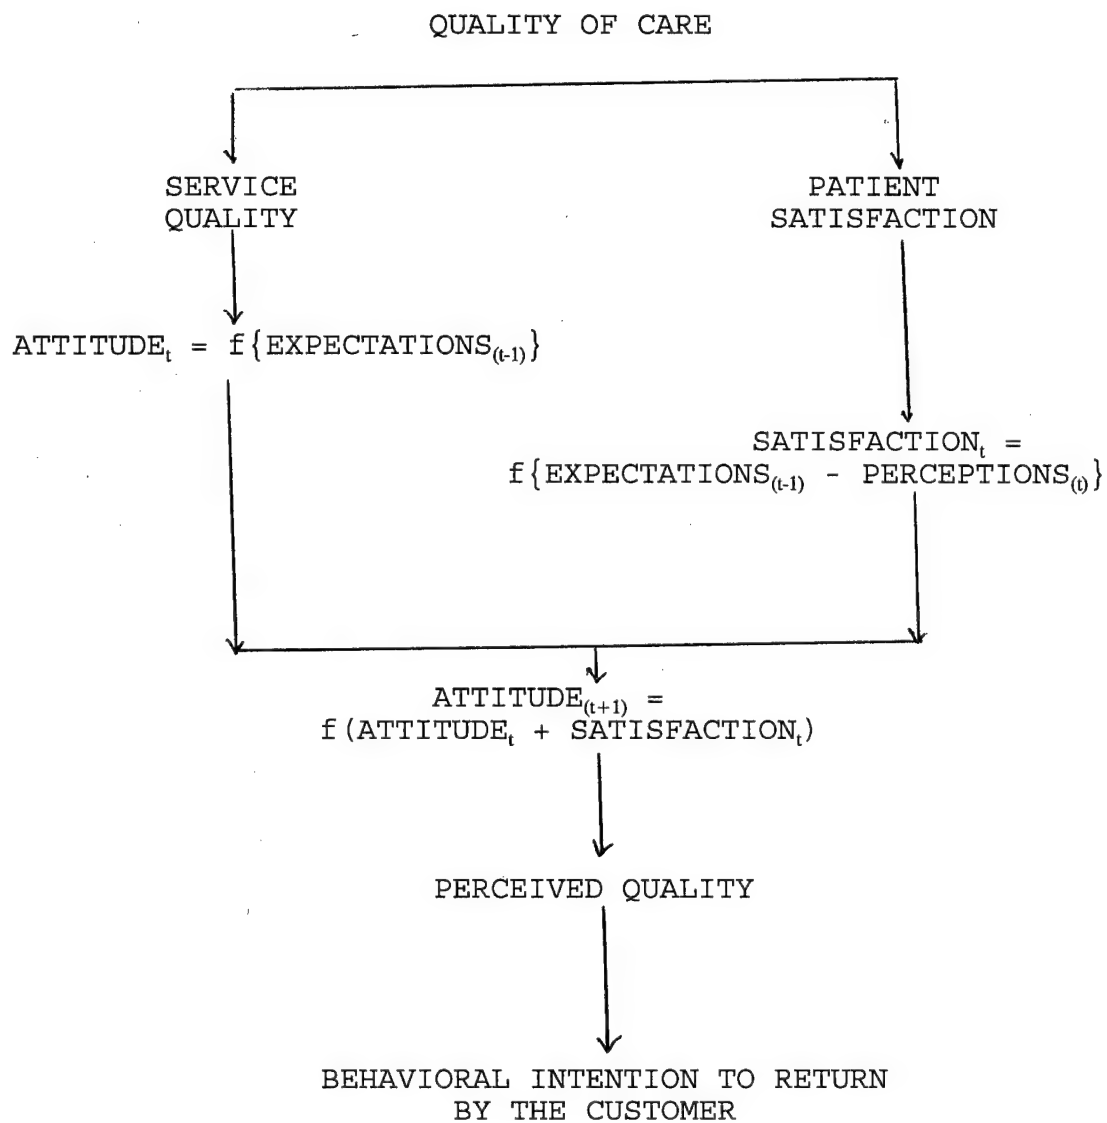 QUALITY OF CARE
SERVICE
QUALITY
PATIENT
SATISFACTION
ATTITUDEₜ = f{EXPECTATIONS₍ₜ₋₁₎}
SATISFACTIONₜ =
f{EXPECTATIONS₍ₜ₋₁₎ - PERCEPTIONS₍ₜ₎}
ATTITUDE₍ₜ₊₁₎ =
f(ATTITUDEₜ + SATISFACTIONₜ)
PERCEIVED QUALITY
BEHAVIORAL INTENTION TO RETURN
BY THE CUSTOMER